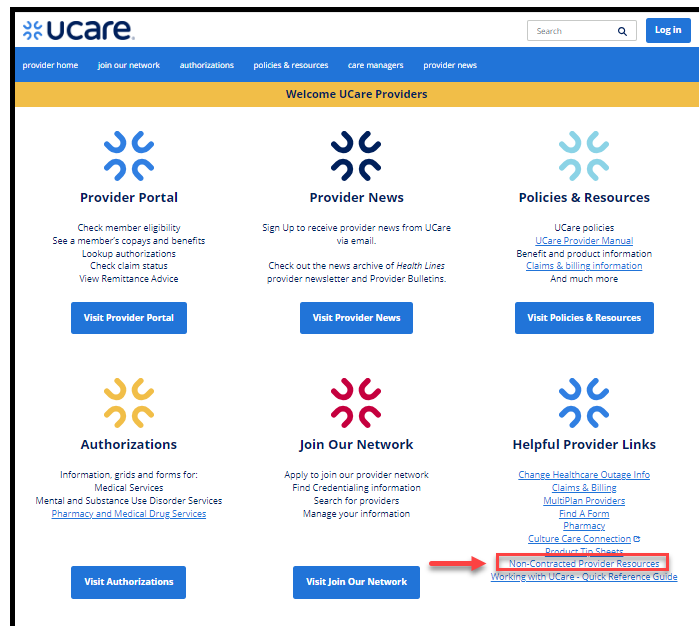 ucare
Search
Log in
provider home join our network authorizations policies & resources care managers provider news
Welcome UCare Providers
Provider Portal
Check member eligibility
See a member's copays and benefits
Lookup authorizations
Check claim status
View Remittance Advice
Visit Provider Portal
Provider News
Sign Up to receive provider news from UCare
via email.
Check out the news archive of Health Lines
provider newsletter and Provider Bulletins.
Visit Provider News
Policies & Resources
UCare policies
UCare Provider Manual
Benefit and product information
Claims & billing information
And much more
Visit Policies & Resources
Authorizations
Information, grids and forms for:
Medical Services
Mental and Substance Use Disorder Services
Pharmacy and Medical Drug Services
Visit Authorizations
Join Our Network
Apply to join our provider network
Find Credentialing information
Search for providers
Manage your information
Visit Join Our Network
Helpful Provider Links
Change Healthcare Outage Info
Claims & Billing
MultiPlan Providers
Find A Form
Pharmacy
Culture Care Connection
Product Tip Sheets
Non-Contracted Provider Resources
Working with UCare - Quick Reference Guide